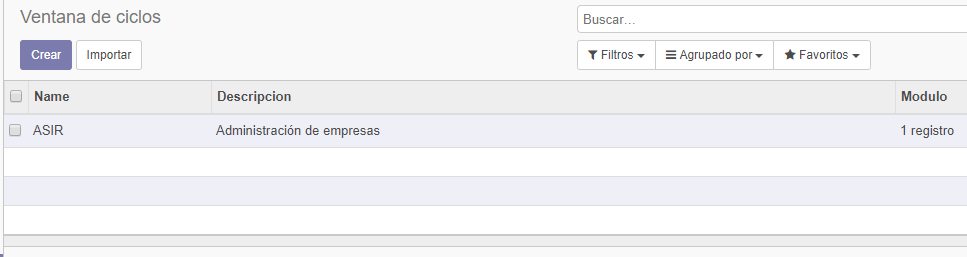 Ventana de ciclos
Buscar...
Crear Importar Filtros Agrupado por Favoritos
Name Descripcion Modulo
ASIR Administración de empresas 1 registro